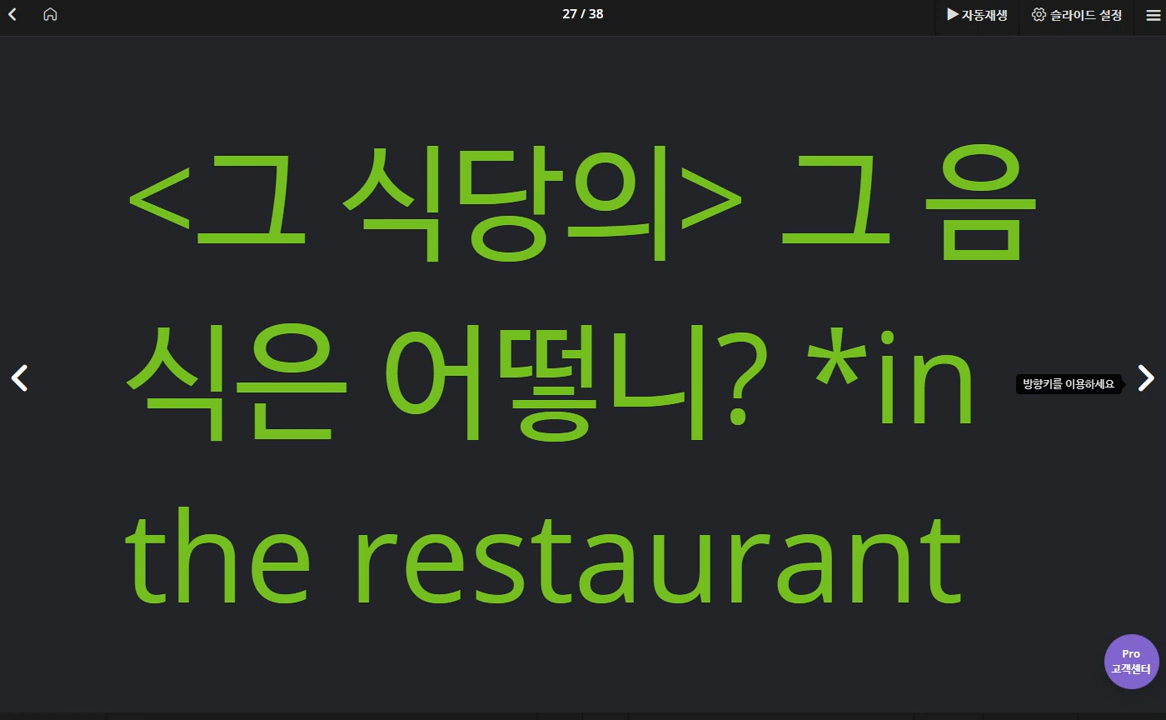 27 / 38
자동재생
슬라이드 설정
<그 식당의> 그 음
식은 어떻니? *in
the restaurant
방향키를 이용하세요
Pro
고객센터